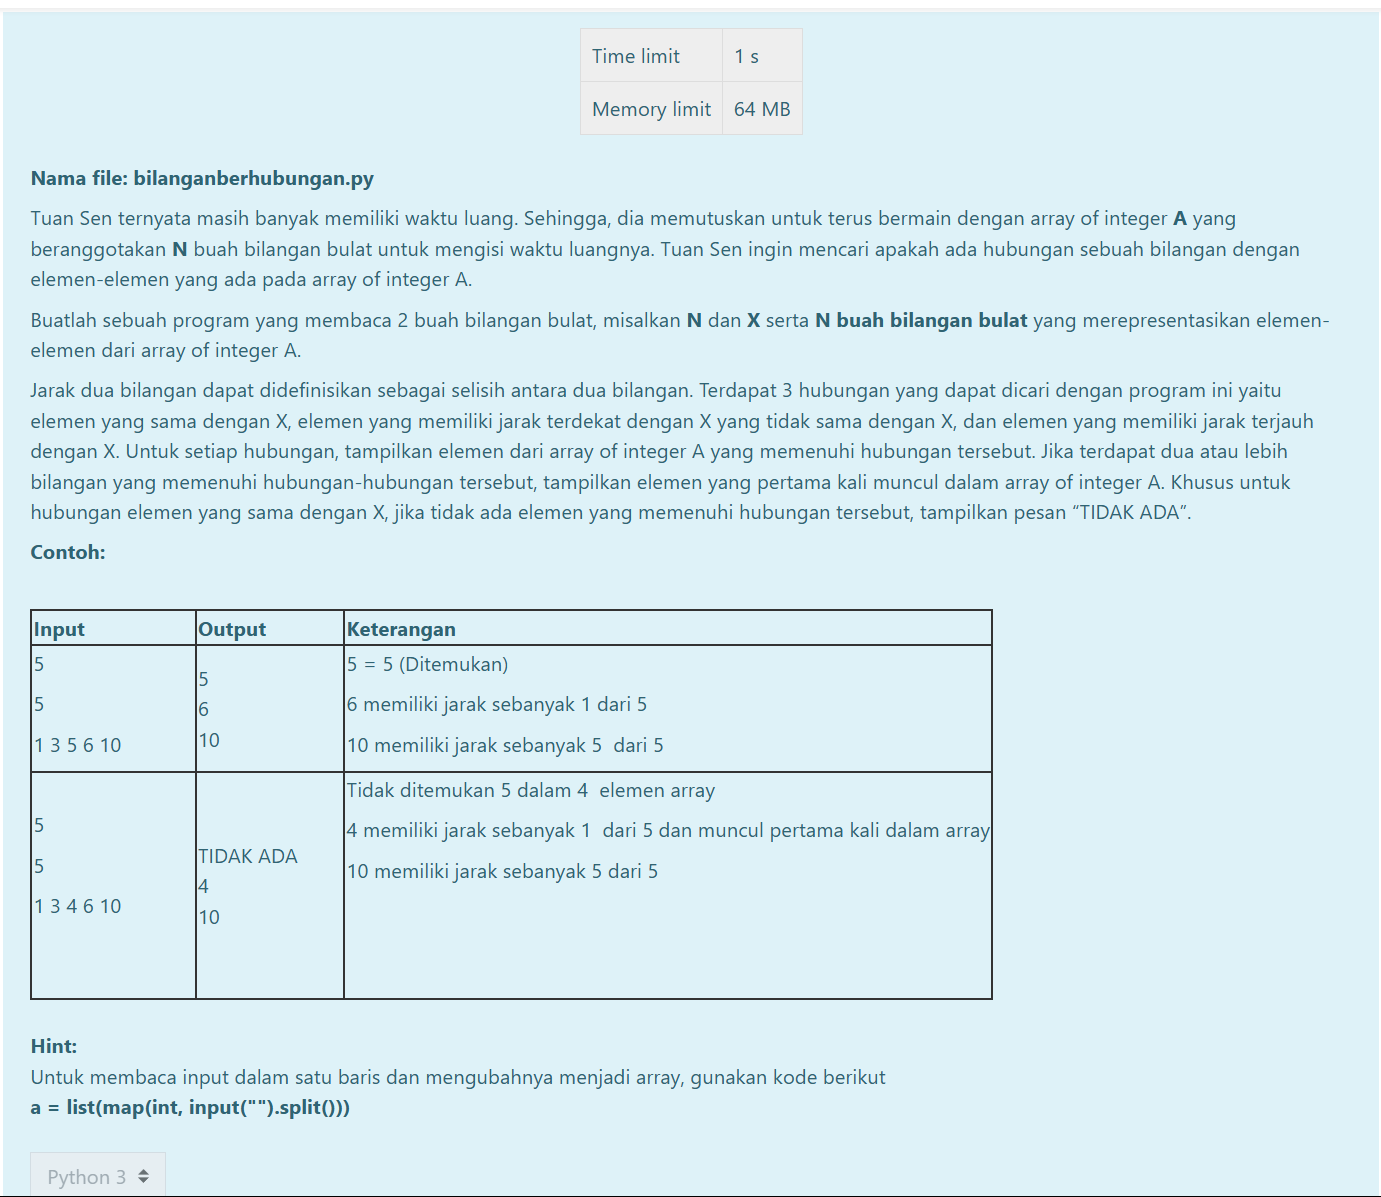 Time limit 1 s
Memory limit 64 MB
Nama file: bilanganberhubungan.py
Tuan Sen ternyata masih banyak memiliki waktu luang. Sehingga, dia memutuskan untuk terus bermain dengan array of integer A yang
beranggotakan N buah bilangan bulat untuk mengisi waktu luangnya. Tuan Sen ingin mencari apakah ada hubungan sebuah bilangan dengan
elemen-elemen yang ada pada array of integer A.
Buatlah sebuah program yang membaca 2 buah bilangan bulat, misalkan N dan X serta N buah bilangan bulat yang merepresentasikan elemen-
elemen dari array of integer A.
Jarak dua bilangan dapat didefinisikan sebagai selisih antara dua bilangan. Terdapat 3 hubungan yang dapat dicari dengan program ini yaitu
elemen yang sama dengan X, elemen yang memiliki jarak terdekat dengan X yang tidak sama dengan X, dan elemen yang memiliki jarak terjauh
dengan X. Untuk setiap hubungan, tampilkan elemen dari array of integer A yang memenuhi hubungan tersebut. Jika terdapat dua atau lebih
bilangan yang memenuhi hubungan-hubungan tersebut, tampilkan elemen yang pertama kali muncul dalam array of integer A. Khusus untuk
hubungan elemen yang sama dengan X, jika tidak ada elemen yang memenuhi hubungan tersebut, tampilkan pesan “TIDAK ADA”.
Contoh:
Input Output Keterangan
5
5
1 3 5 6 10
5
6
10
5 = 5 (Ditemukan)
6 memiliki jarak sebanyak 1 dari 5
10 memiliki jarak sebanyak 5 dari 5
5
5
1 3 4 6 10
TIDAK ADA
4
10
Tidak ditemukan 5 dalam 4 elemen array
4 memiliki jarak sebanyak 1 dari 5 dan muncul pertama kali dalam array
10 memiliki jarak sebanyak 5 dari 5
Hint:
Untuk membaca input dalam satu baris dan mengubahnya menjadi array, gunakan kode berikut
a = list(map(int, input("").split()))
Python 3